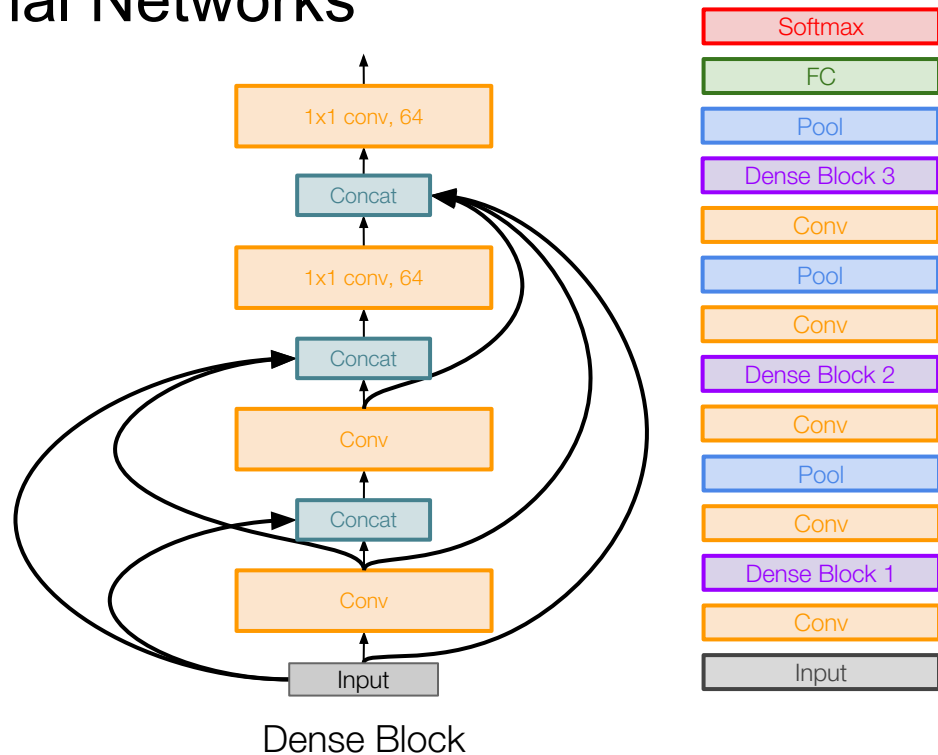 nal Networks
1x1 conv, 64
Concat
1x1 conv, 64
Concat
Conv
Concat
Conv
Input
Dense Block
Softmax
FC
Pool
Dense Block 3
Conv
Pool
Conv
Dense Block 2
Conv
Pool
Conv
Dense Block 1
Conv
Input